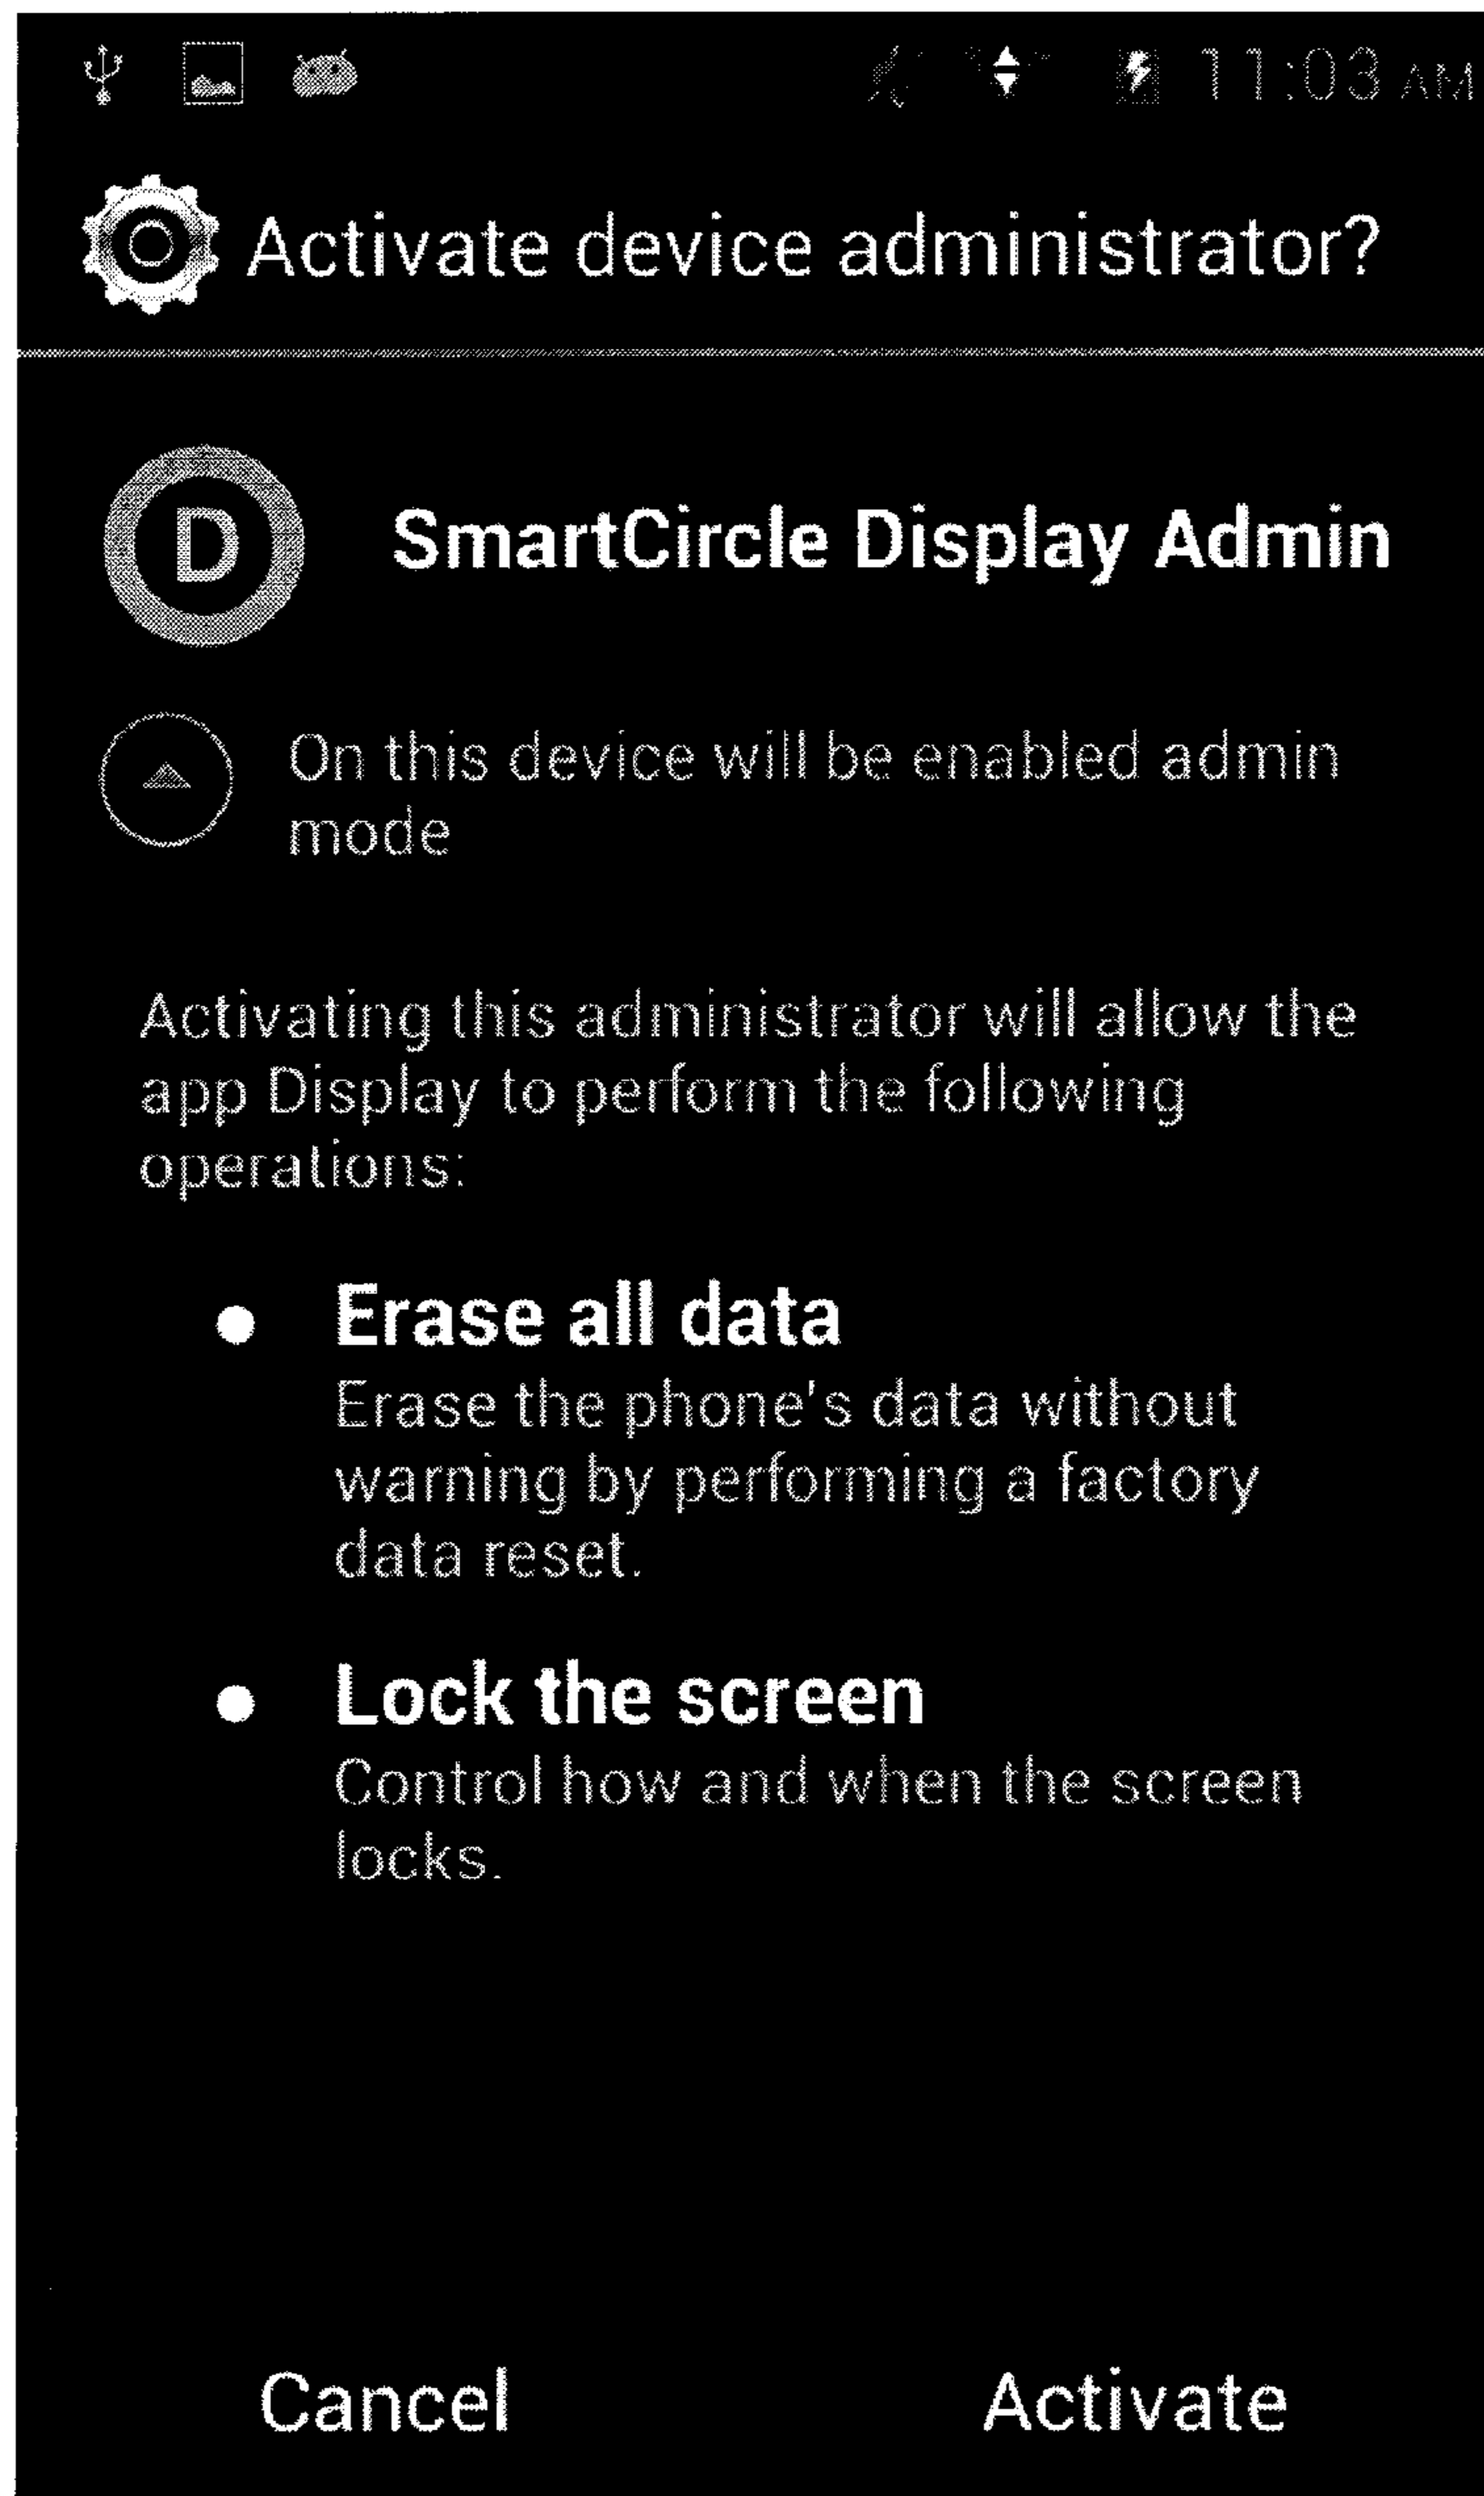 11:03 AM
Activate device administrator?
D
SmartCircle Display Admin
On this device will be enabled admin
mode
Activating this administrator will allow the
app Display to perform the following
operations:
Erase all data
Erase the phone's data without
warning by performing a factory
data reset.
Lock the screen
Control how and when the screen
locks.
Cancel
Activate